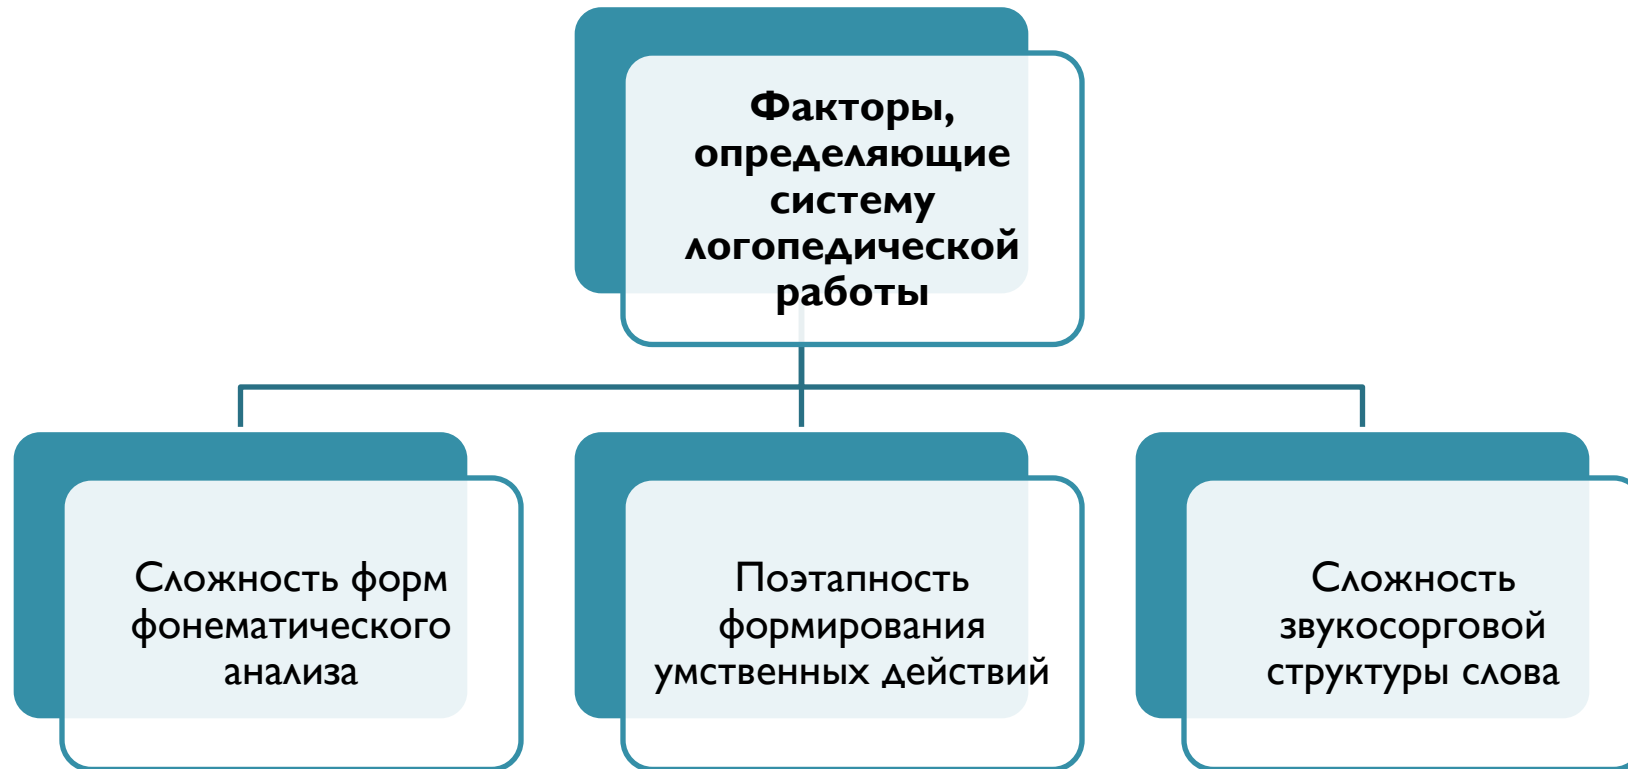 Факторы,
определяющие
систему
логопедической
работы
Сложность форм
фонематического
анализа
Поэтапность
формирования
умственных действий
Сложность
звукосорговой
структуры слова